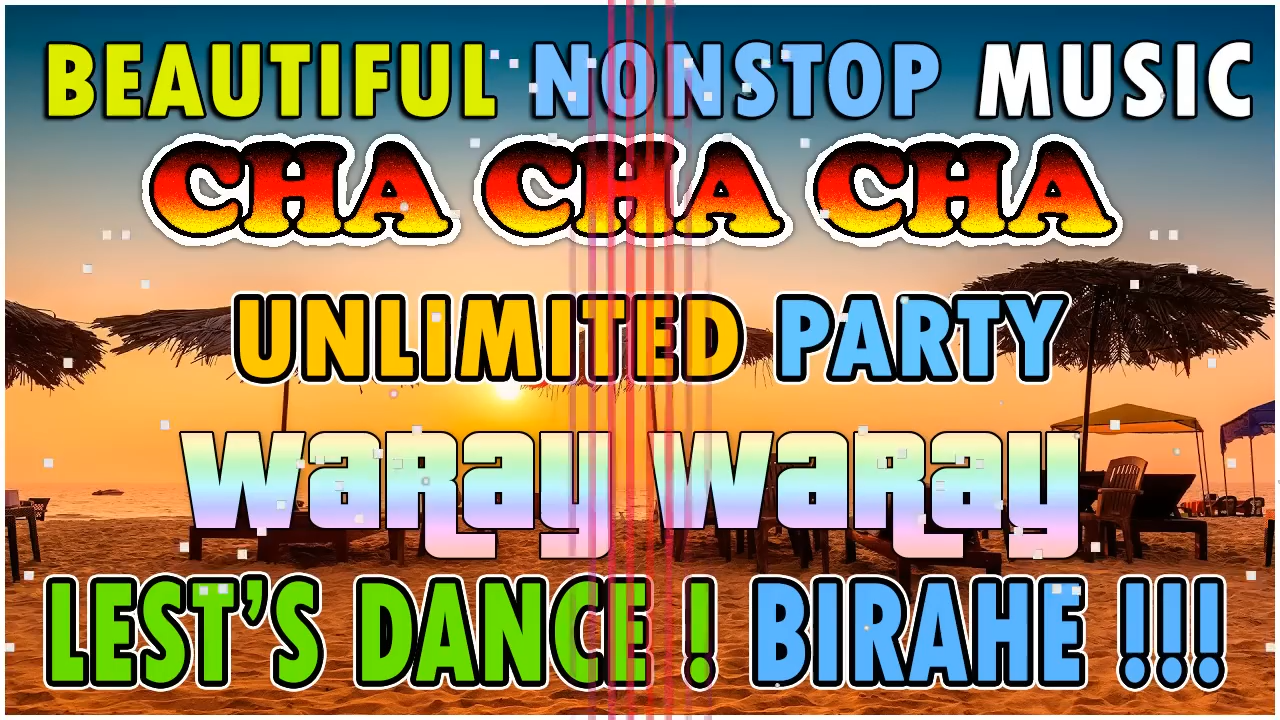 BEAUTIFUL NONSTOP MUSIC
CHA CHA CHA
UNLIMITED PARTY
waRay waRay
LEST'S DANCE ! BIRAHE !!!